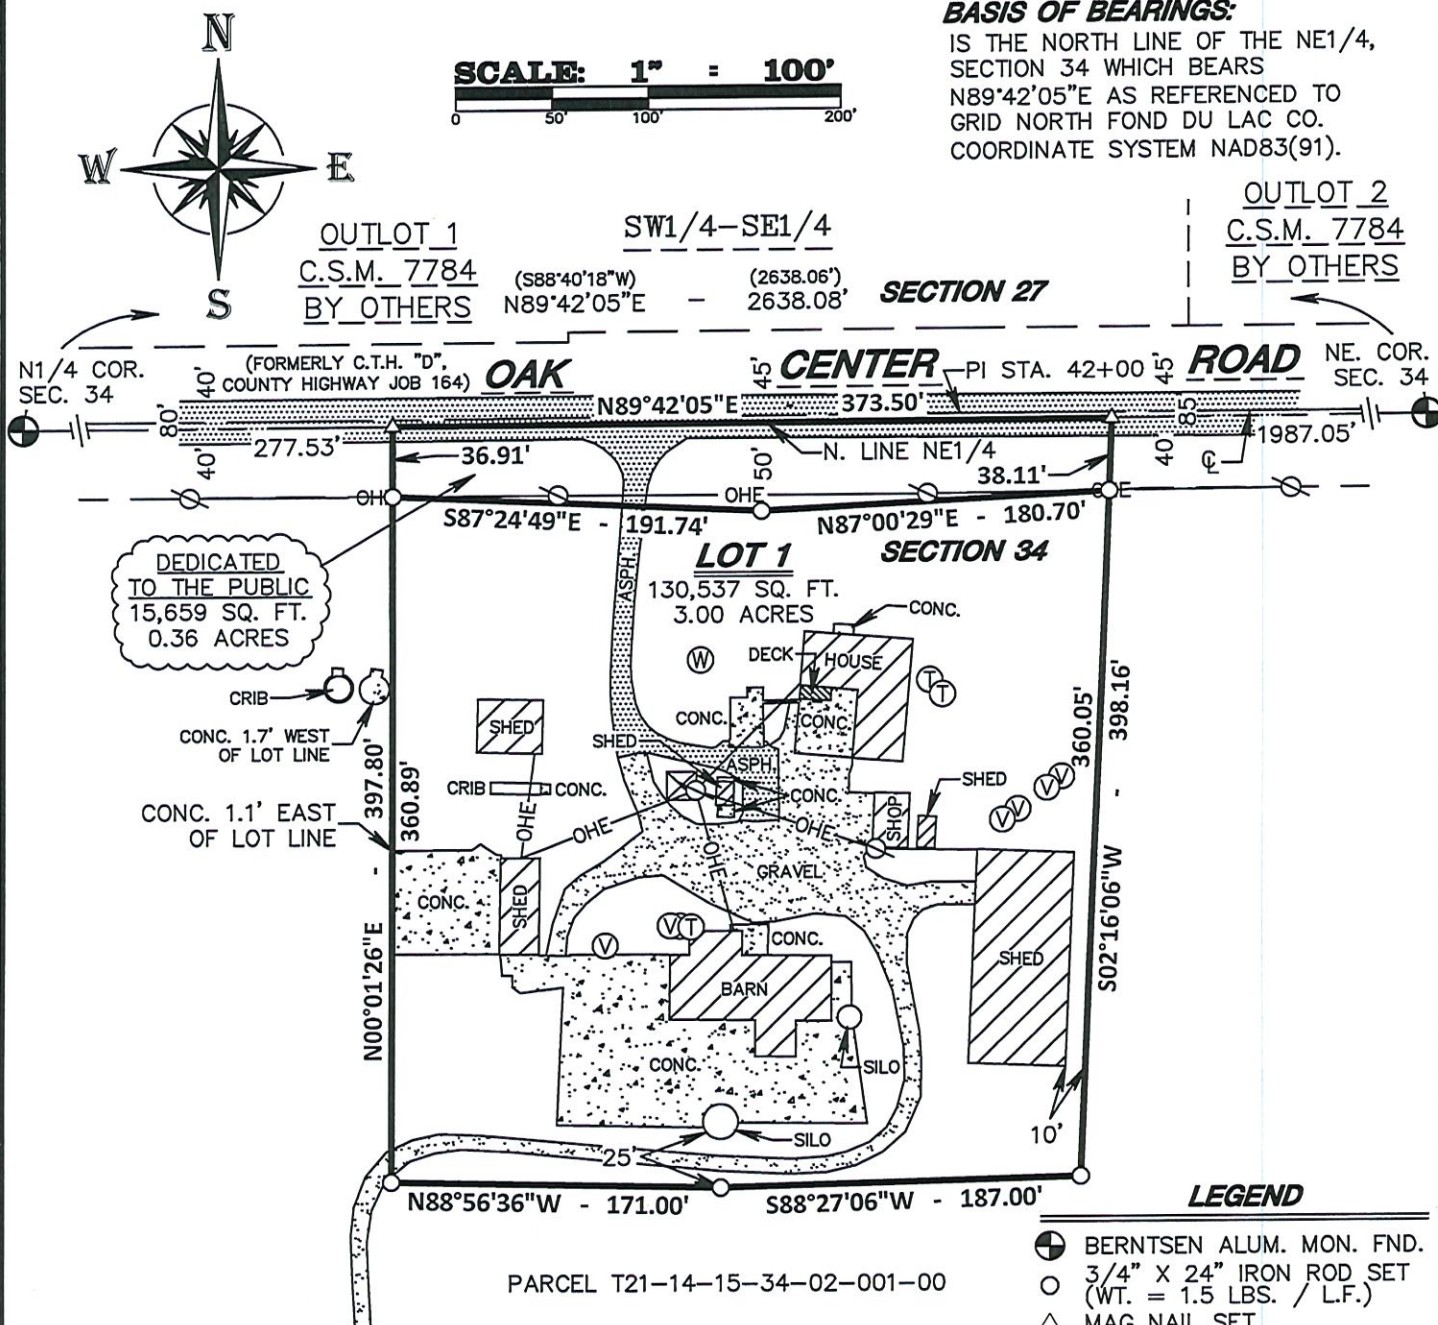 N
W
E
S
SCALE: 1" = 100'
0 50' 100' 200'
BASIS OF BEARINGS:
IS THE NORTH LINE OF THE NE1/4,
SECTION 34 WHICH BEARS
N89°42'05"E AS REFERENCED TO
GRID NORTH FOND DU LAC CO.
COORDINATE SYSTEM NAD83(91).
OUTLOT 1
C.S.M. 7784
BY OTHERS
SW1/4-SE1/4
(S88°40'18"W) (2638.06')
N89°42'05"E - 2638.08'
SECTION 27
OUTLOT 2
C.S.M. 7784
BY OTHERS
N1/4 COR.
SEC. 34
(FORMERLY C.T.H. "D",
COUNTY HIGHWAY JOB 164)
OAK CENTER ROAD
PI STA. 42+00
NE. COR.
SEC. 34
40'
45'
45'
80'
85'
N89°42'05"E - 373.50'
277.53'
1987.05'
40'
50'
40'
36.91'
38.11'
N. LINE NE1/4
℄
OH
OHE
E
S87°24'49"E - 191.74'
N87°00'29"E - 180.70'
DEDICATED
TO THE PUBLIC
15,659 SQ. FT.
0.36 ACRES
LOT 1
130,537 SQ. FT.
3.00 ACRES
SECTION 34
ASPH.
CONC.
W
DECK
HOUSE
T
T
CRIB
CONC. 1.7' WEST
OF LOT LINE
SHED
CONC.
CONC.
SHED
ASPH.
CRIB
CONC.
CONC.
SHED
SHOP
V
V
V
V
OHE
OHE
OHE
OHE
CONC. 1.1' EAST
OF LOT LINE
GRAVEL
CONC.
SHED
V
V
T
CONC.
BARN
SHED
CONC.
SILO
SILO
25'
10'
N00°01'26"E - 397.80'
360.89'
S02°16'06"W - 398.16'
360.05'
N88°56'36"W - 171.00'
S88°27'06"W - 187.00'
PARCEL T21-14-15-34-02-001-00
LEGEND
BERNTSEN ALUM. MON. FND.
3/4" X 24" IRON ROD SET
(WT. = 1.5 LBS. / L.F.)
MAG NAIL SET